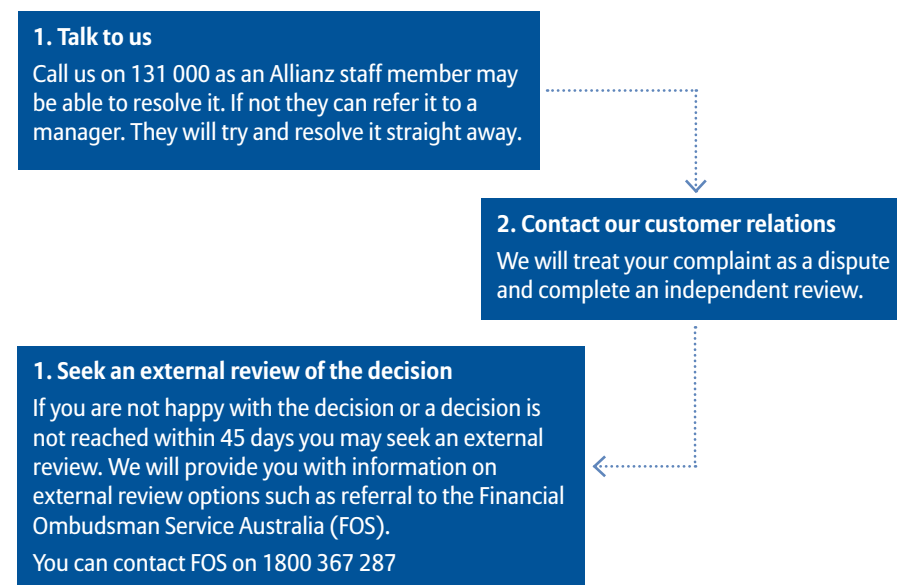 1. Talk to us
Call us on 131 000 as an Allianz staff member may
be able to resolve it. If not they can refer it to a
manager. They will try and resolve it straight away.
2. Contact our customer relations
We will treat your complaint as a dispute
and complete an independent review.
1. Seek an external review of the decision
If you are not happy with the decision or a decision is
not reached within 45 days you may seek an external
review. We will provide you with information on
external review options such as referral to the Financial
Ombudsman Service Australia (FOS).
You can contact FOS on 1800 367 287